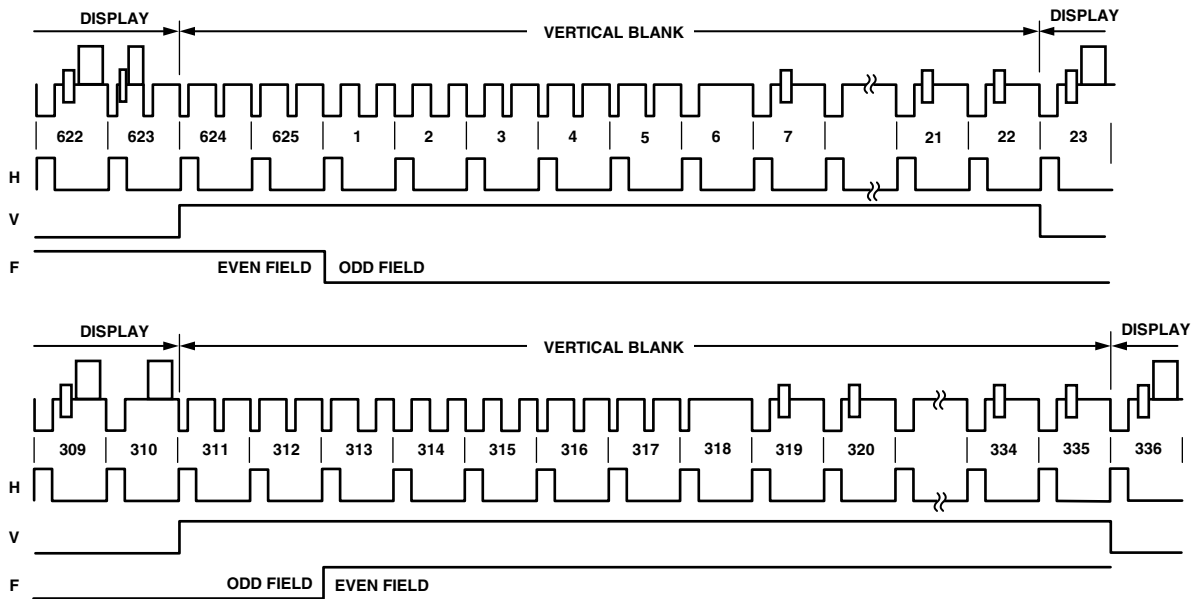 DISPLAY VERTICAL BLANK DISPLAY
622 623 624 625 1 2 3 4 5 6 7 21 22 23
H
V
F EVEN FIELD ODD FIELD
DISPLAY VERTICAL BLANK DISPLAY
309 310 311 312 313 314 315 316 317 318 319 320 334 335 336
H
V
F ODD FIELD EVEN FIELD